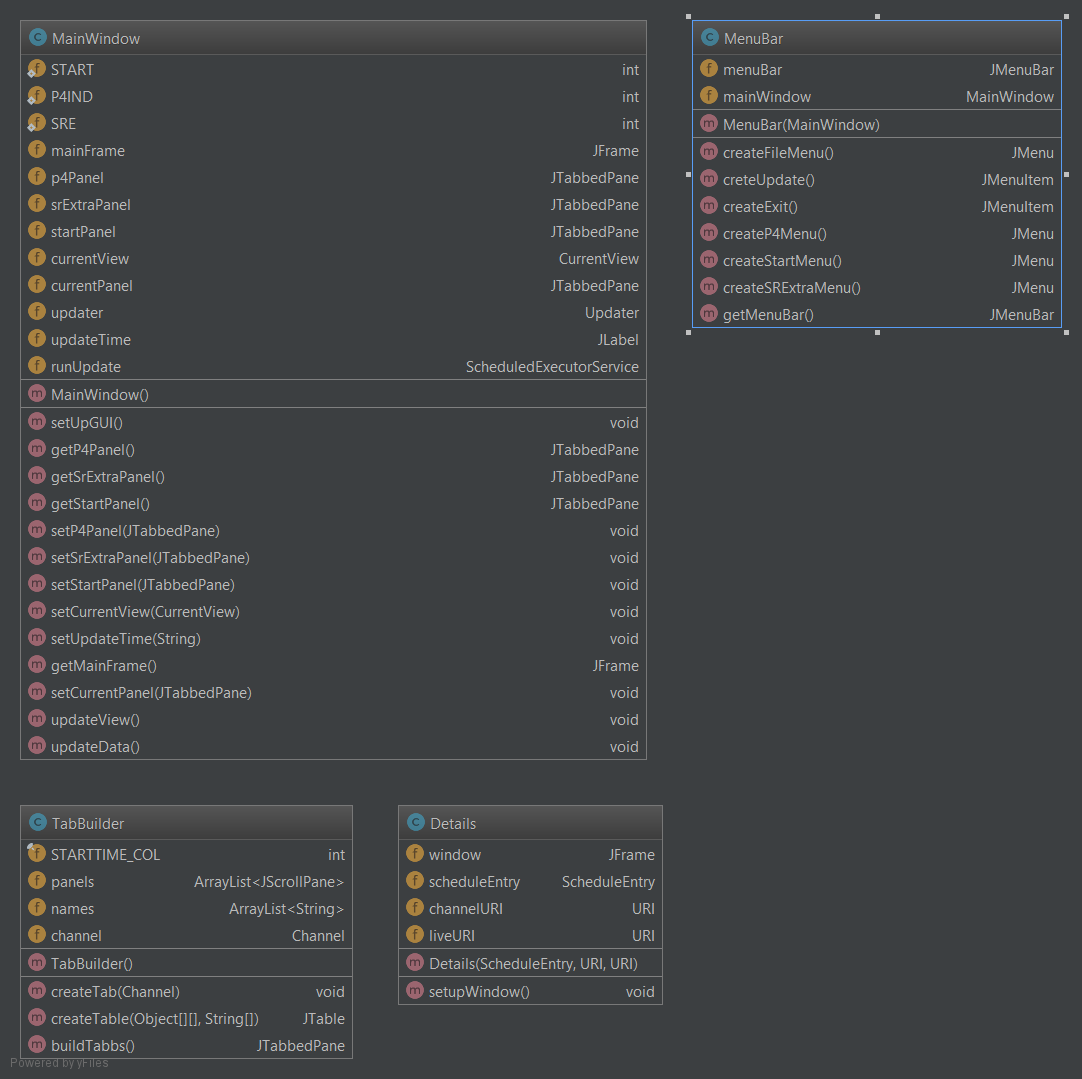 MainWindow
START int
P4IND int
SRE int
mainFrame JFrame
p4Panel JTabbedPane
srExtraPanel JTabbedPane
startPanel JTabbedPane
currentView CurrentView
currentPanel JTabbedPane
updater Updater
updateTime JLabel
runUpdate ScheduledExecutorService
MainWindow()
setUpGUI() void
getP4Panel() JTabbedPane
getSrExtraPanel() JTabbedPane
getStartPanel() JTabbedPane
setP4Panel(JTabbedPane) void
setSrExtraPanel(JTabbedPane) void
setStartPanel(JTabbedPane) void
setCurrentView(CurrentView) void
setUpdateTime(String) void
getMainFrame() JFrame
setCurrentPanel(JTabbedPane) void
updateView() void
updateData() void
MenuBar
menuBar JMenuBar
mainWindow MainWindow
MenuBar(MainWindow)
createFileMenu() JMenu
creteUpdate() JMenuItem
createExit() JMenuItem
createP4Menu() JMenu
createStartMenu() JMenu
createSRExtraMenu() JMenu
getMenuBar() JMenuBar
TabBuilder
STARTTIME_COL int
panels ArrayList<JScrollPane>
names ArrayList<String>
channel Channel
TabBuilder()
createTab(Channel) void
createTable(Object[][], String[]) JTable
buildTabbs() JTabbedPane
Details
window JFrame
scheduleEntry ScheduleEntry
channelURI URI
liveURI URI
Details(ScheduleEntry, URI, URI)
setupWindow() void
Powered by yFiles